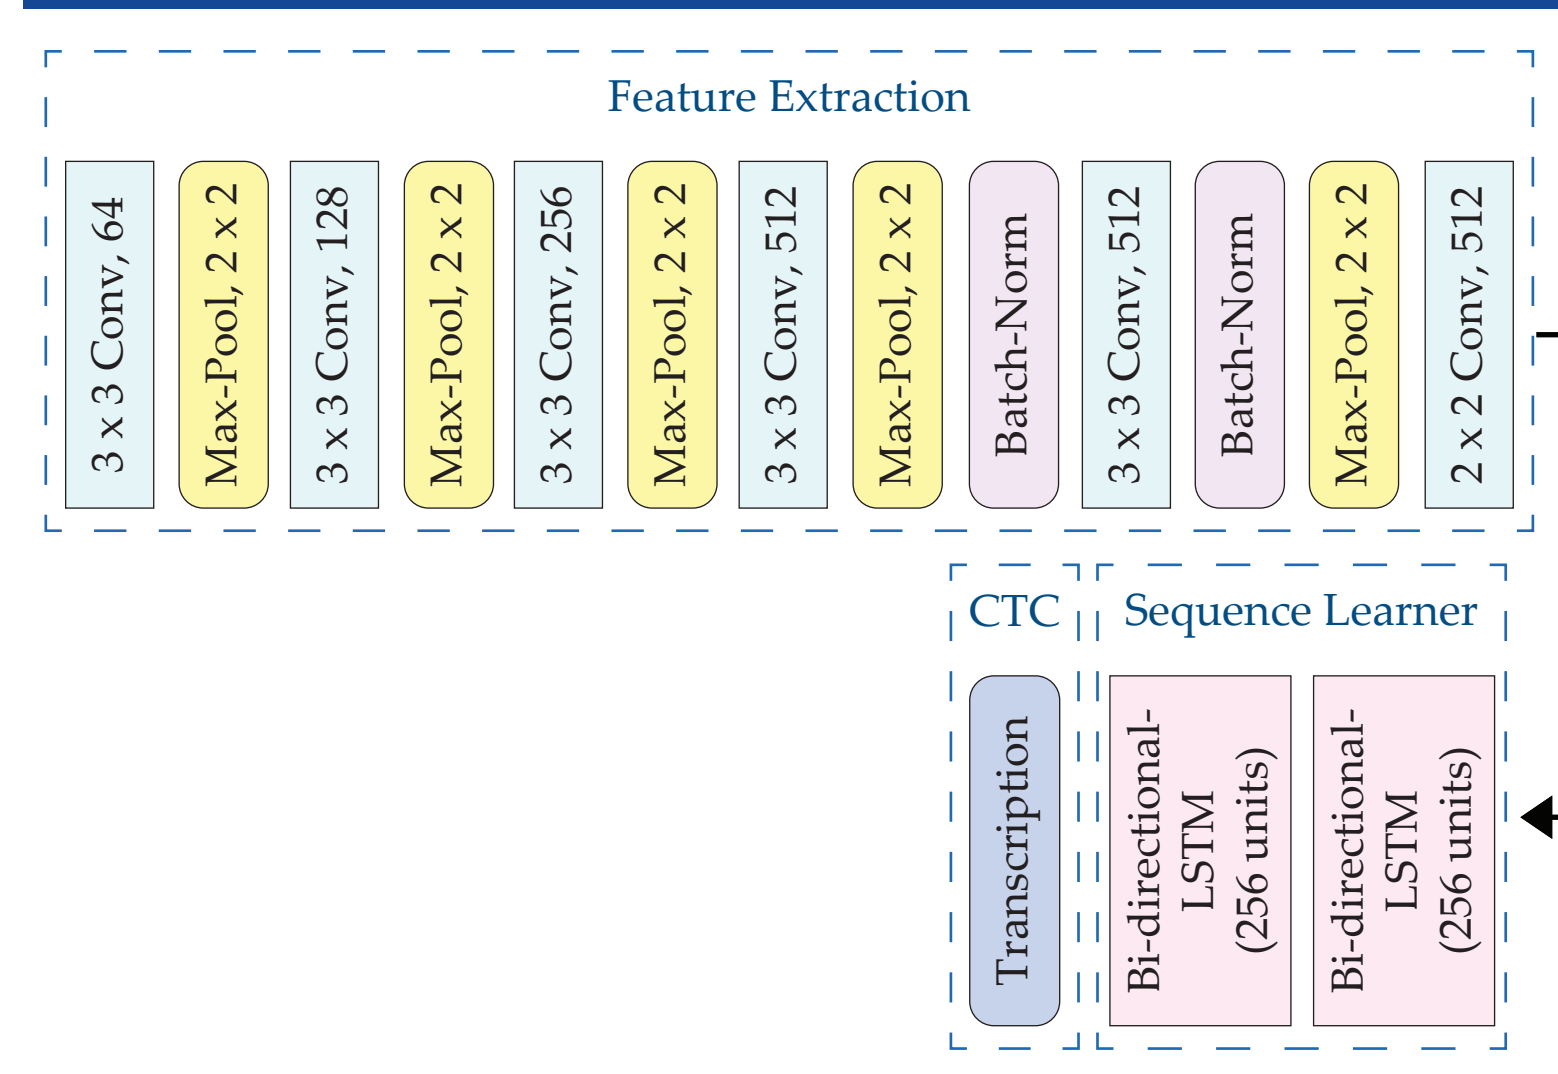 Feature Extraction
3 x 3 Conv, 64
Max-Pool, 2 x 2
3 x 3 Conv, 128
Max-Pool, 2 x 2
3 x 3 Conv, 256
Max-Pool, 2 x 2
3 x 3 Conv, 512
Max-Pool, 2 x 2
Batch-Norm
3 x 3 Conv, 512
Batch-Norm
Max-Pool, 2 x 2
2 x 2 Conv, 512
CTC
Transcription
Sequence Learner
Bi-directional-
LSTM
(256 units)
Bi-directional-
LSTM
(256 units)